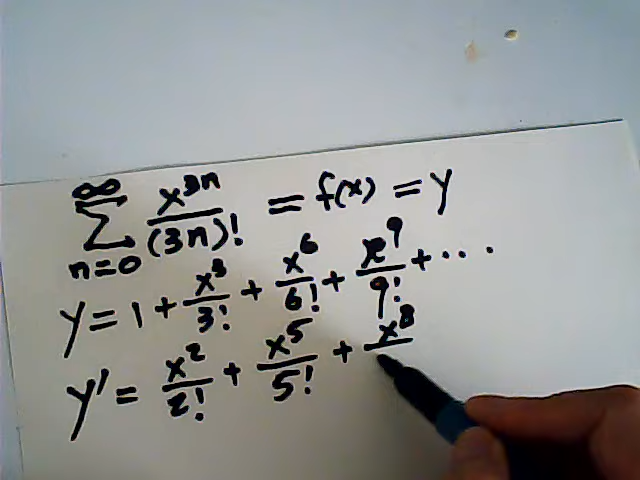 ∞∑n=0 x^3n/(3n)! = f(x) = y
y = 1 + x^3/3! + x^6/6! + x^9/9! + ...
y' = x^2/2! + x^5/5! + x^8/